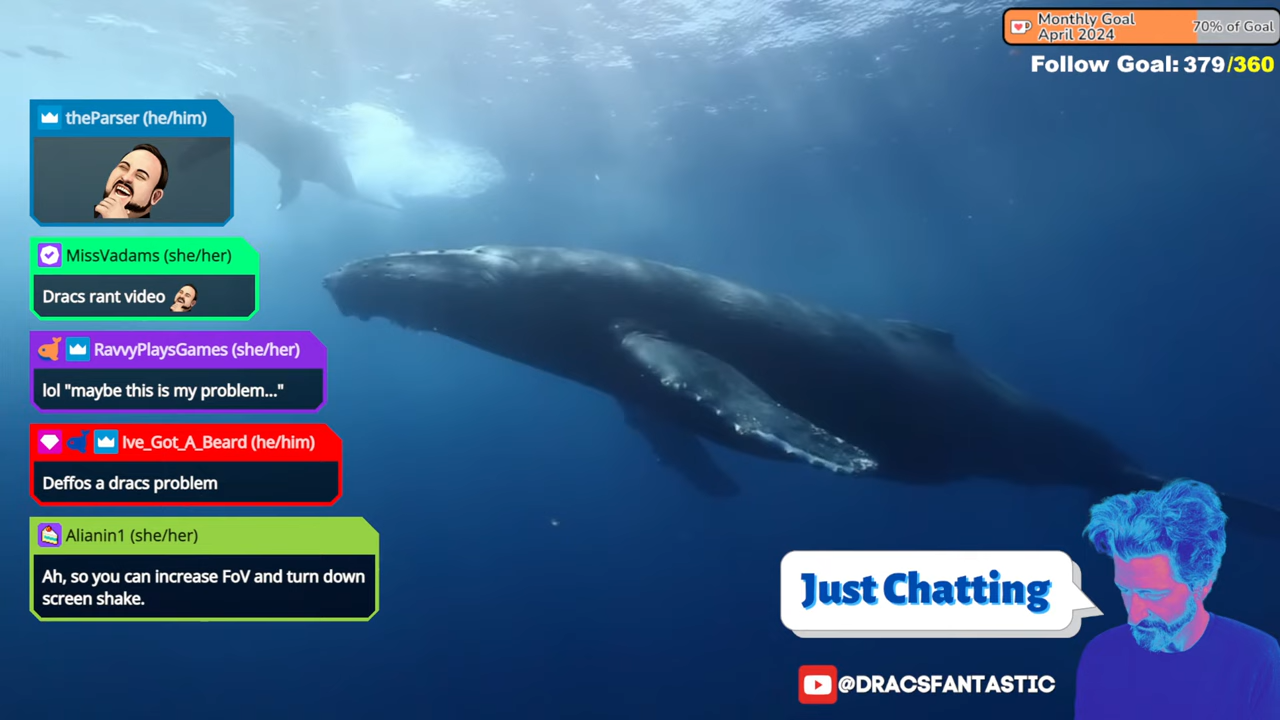 Monthly Goal
April 2024
70% of Goal
Follow Goal: 379/360
theParser (he/him)
MissVadams (she/her)
Dracs rant video
RavvyPlaysGames (she/her)
lol "maybe this is my problem..."
Ive_Got_A_Beard (he/him)
Deffos a dracs problem
Alianin1 (she/her)
Ah, so you can increase FoV and turn down
screen shake.
Just Chatting
@DRACSFANTASTIC